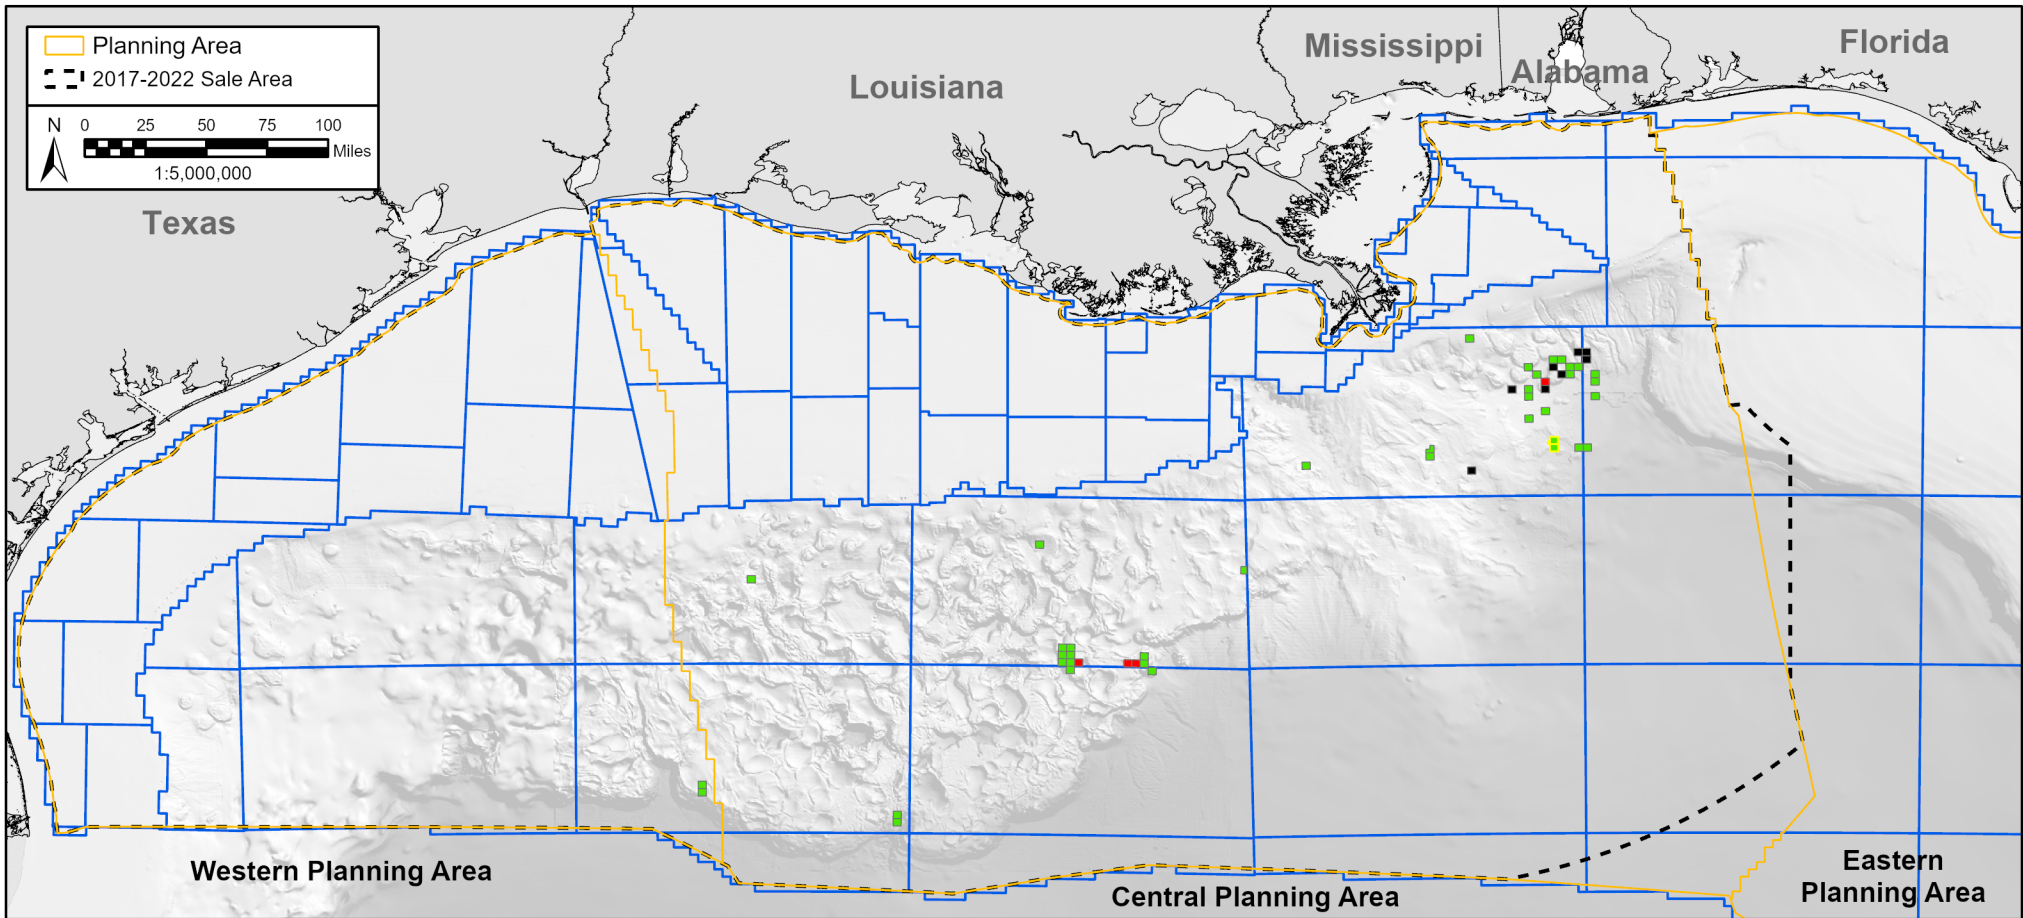 Planning Area
2017-2022 Sale Area
N
0 25 50 75 100
Miles
1:5,000,000
Texas
Louisiana
Mississippi
Alabama
Florida
Western Planning Area
Central Planning Area
Eastern
Planning Area